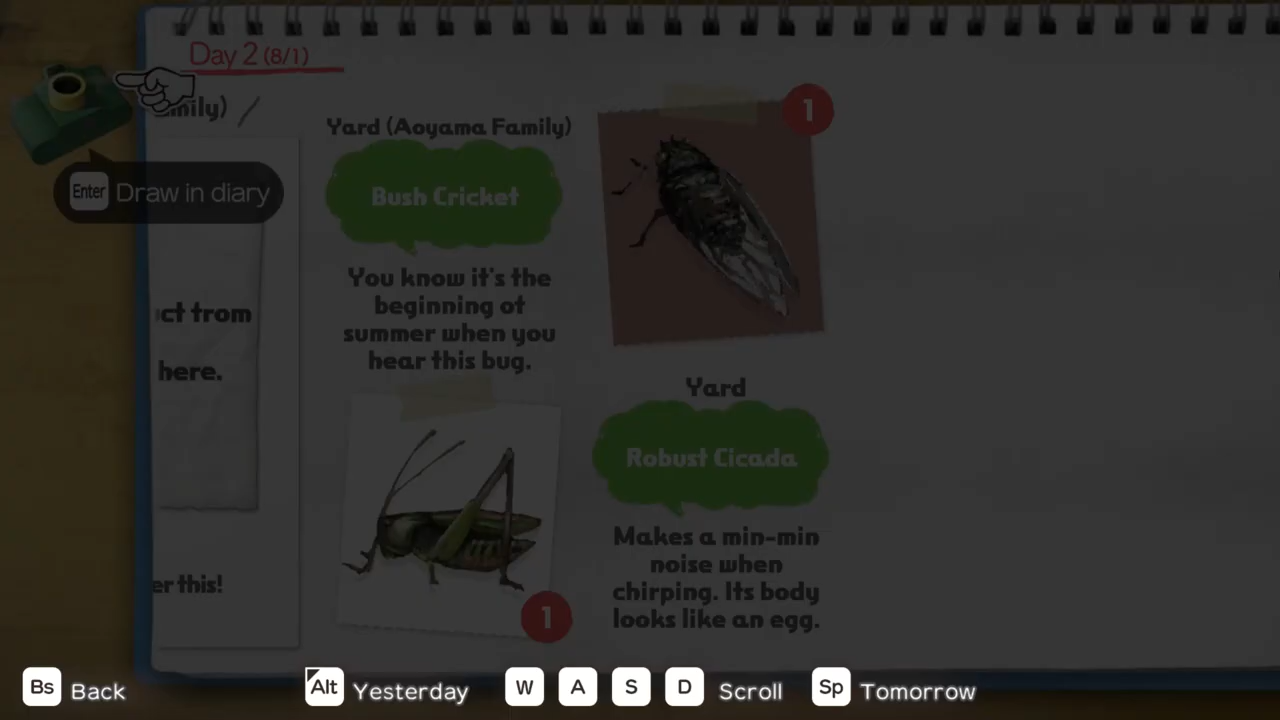 Day 2 (8/1)
mily)
Enter Draw in diary
ct from
here.
er this!
Yard (Aoyama Family)
Bush Cricket
You know it's the
beginning of
summer when you
hear this bug.
1
1
Yard
Robust Cicada
Makes a min-min
noise when
chirping. Its body
looks like an egg.
Bs Back
Alt Yesterday
W A S D Scroll
Sp Tomorrow